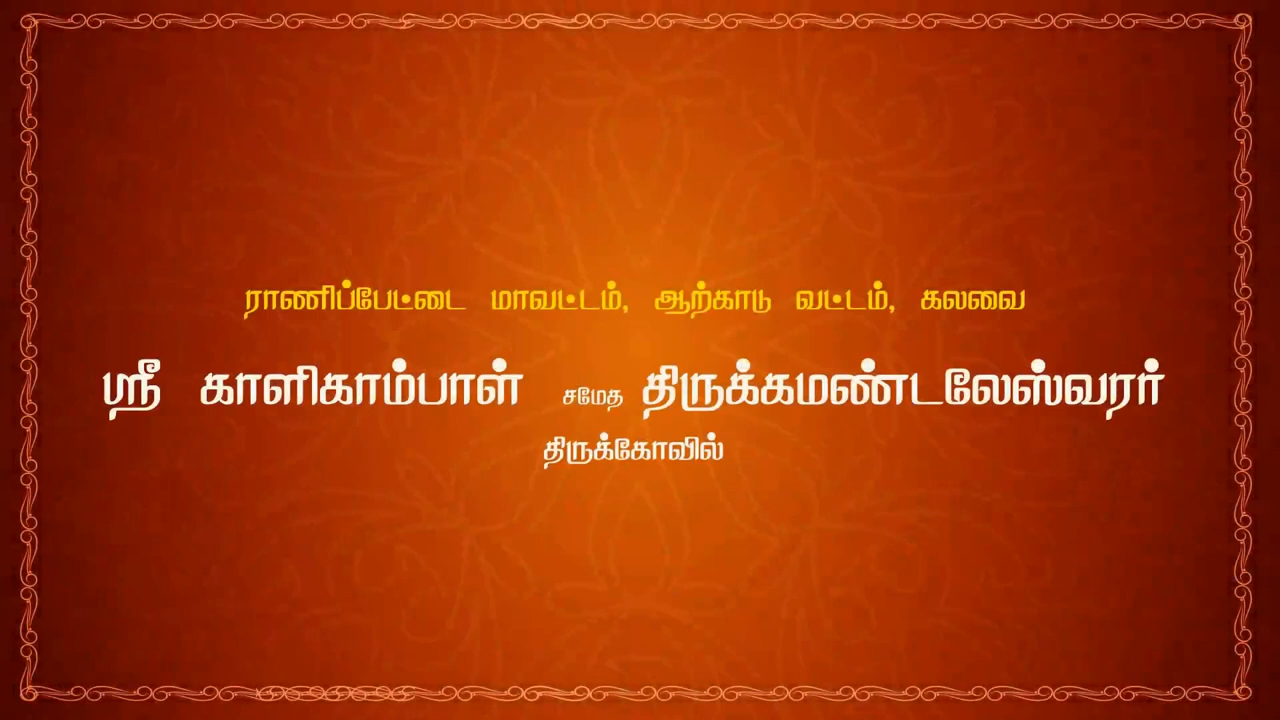 ராணிப்பேட்டை மாவட்டம், ஆற்காடு வட்டம், கலவை
ஸ்ரீ காளிகாம்பாள் சமேத திருக்கமண்டலேஸ்வரர்
திருக்கோவில்